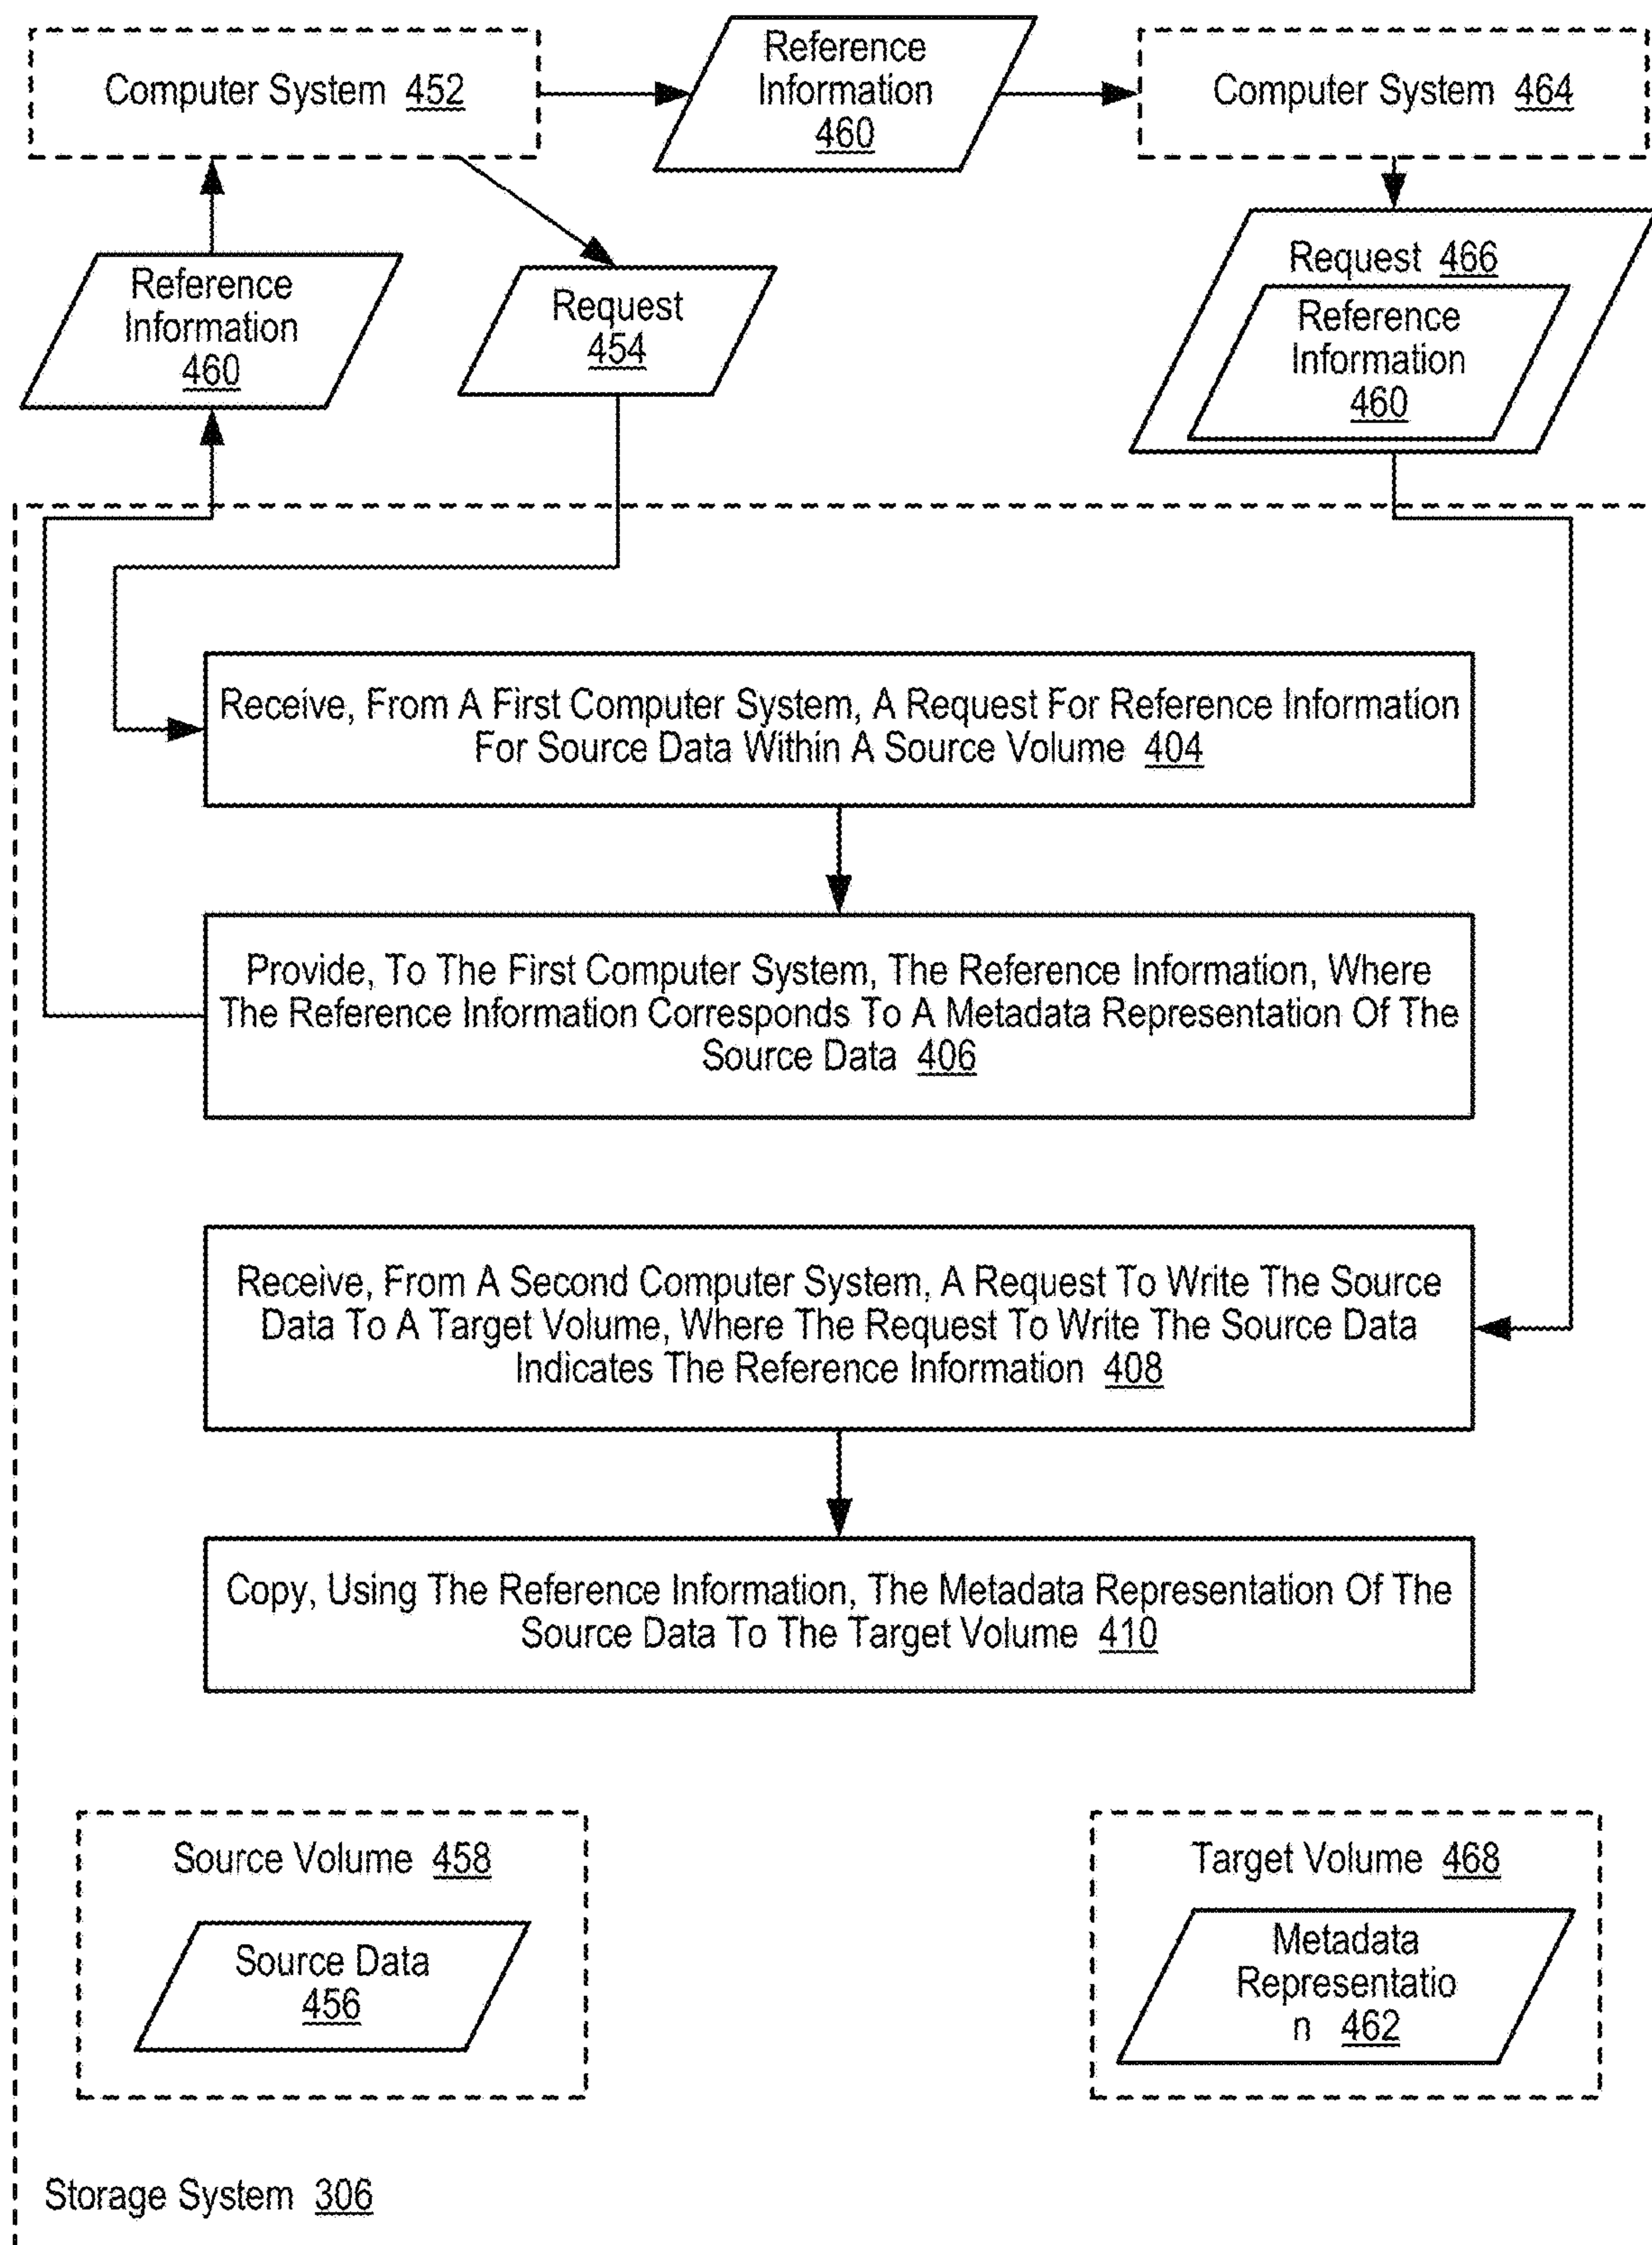 Computer System 452
Reference
Information
460
Computer System 464
Reference
Information
460
Request
454
Request 466
Reference
Information
460
Receive, From A First Computer System, A Request For Reference Information
For Source Data Within A Source Volume 404
Provide, To The First Computer System, The Reference Information, Where
The Reference Information Corresponds To A Metadata Representation Of The
Source Data 406
Receive, From A Second Computer System, A Request To Write The Source
Data To A Target Volume, Where The Request To Write The Source Data
Indicates The Reference Information 408
Copy, Using The Reference Information, The Metadata Representation Of The
Source Data To The Target Volume 410
Source Volume 458
Source Data
456
Target Volume 468
Metadata
Representatio
n 462
Storage System 306